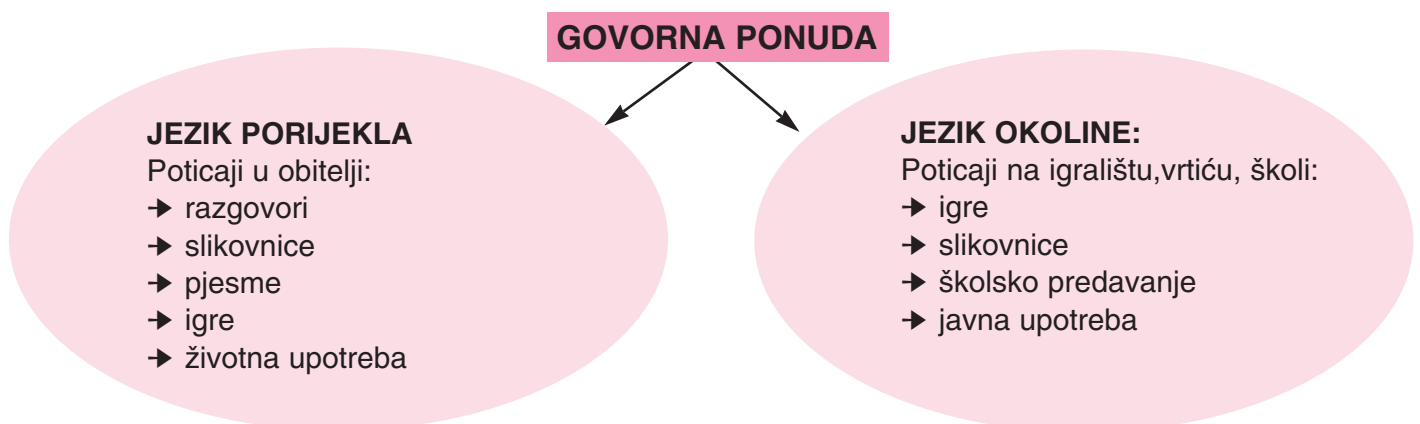 GOVORNA PONUDA
JEZIK PORIJEKLA
Poticaji u obitelji:
➔ razgovori
➔ slikovnice
➔ pjesme
➔ igre
➔ životna upotreba
JEZIK OKOLINE:
Poticaji na igralištu,vrtiću, školi:
➔ igre
➔ slikovnice
➔ školsko predavanje
➔ javna upotreba